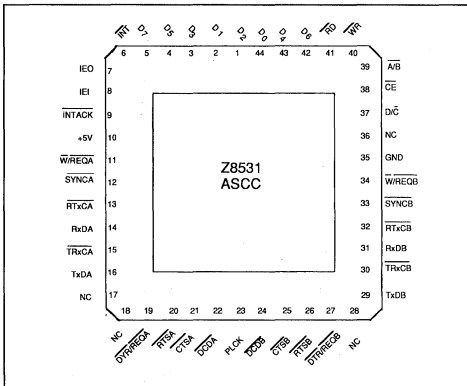 INT D7 D5 D3 D1 D2 D0 D4 D6 RD WR
6 5 4 3 2 1 44 43 42 41 40
IEO 7
IEI 8
INTACK 9
+5V 10
W/REQA 11
SYNCA 12
RTxCA 13
RxDA 14
TRxCA 15
TxDA 16
NC 17
Z8531
ASCC
39 A/B
38 CE
37 D/C
36 NC
35 GND
34 W/REQB
33 SYNCB
32 RTxCB
31 RxDB
30 TRxCB
29 TxDB
18 19 20 21 22 23 24 25 26 27 28
NC DYR/REQA RTSA CTSA DCDA PLCK DCDB CTSB RTSB DTR/REQB NC